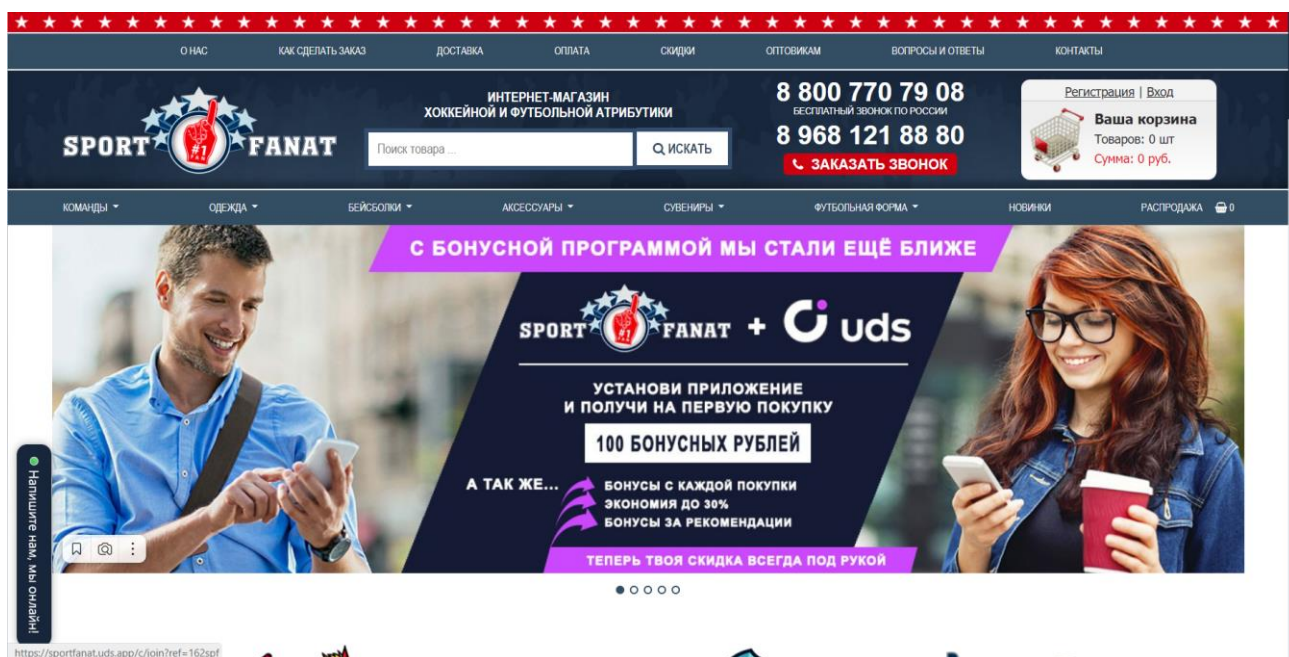 О НАС
КАК СДЕЛАТЬ ЗАКАЗ
ДОСТАВКА
ОПЛАТА
СКИДКИ
ОПТОВИКАМ
ВОПРОСЫ И ОТВЕТЫ
КОНТАКТЫ
SPORT #1 FAN FANAT
ИНТЕРНЕТ-МАГАЗИН
ХОККЕЙНОЙ И ФУТБОЛЬНОЙ АТРИБУТИКИ
Поиск товара ...
ИСКАТЬ
8 800 770 79 08
БЕСПЛАТНЫЙ ЗВОНОК ПО РОССИИ
8 968 121 88 80
ЗАКАЗАТЬ ЗВОНОК
Регистрация | Вход
Ваша корзина
Товаров: 0 шт
Сумма: 0 руб.
КОМАНДЫ
ОДЕЖДА
БЕЙСБОЛКИ
АКСЕССУАРЫ
СУВЕНИРЫ
ФУТБОЛЬНАЯ ФОРМА
НОВИНКИ
РАСПРОДАЖА
0
С БОНУСНОЙ ПРОГРАММОЙ МЫ СТАЛИ ЕЩЁ БЛИЖЕ
SPORT #1 FANAT + uds
УСТАНОВИ ПРИЛОЖЕНИЕ
И ПОЛУЧИ НА ПЕРВУЮ ПОКУПКУ
100 БОНУСНЫХ РУБЛЕЙ
А ТАК ЖЕ...
БОНУСЫ С КАЖДОЙ ПОКУПКИ
ЭКОНОМИЯ ДО 30%
БОНУСЫ ЗА РЕКОМЕНДАЦИИ
ТЕПЕРЬ ТВОЯ СКИДКА ВСЕГДА ПОД РУКОЙ
Напишите нам, мы онлайн!
https://sportfanat.uds.app/c/join?ref=162spf